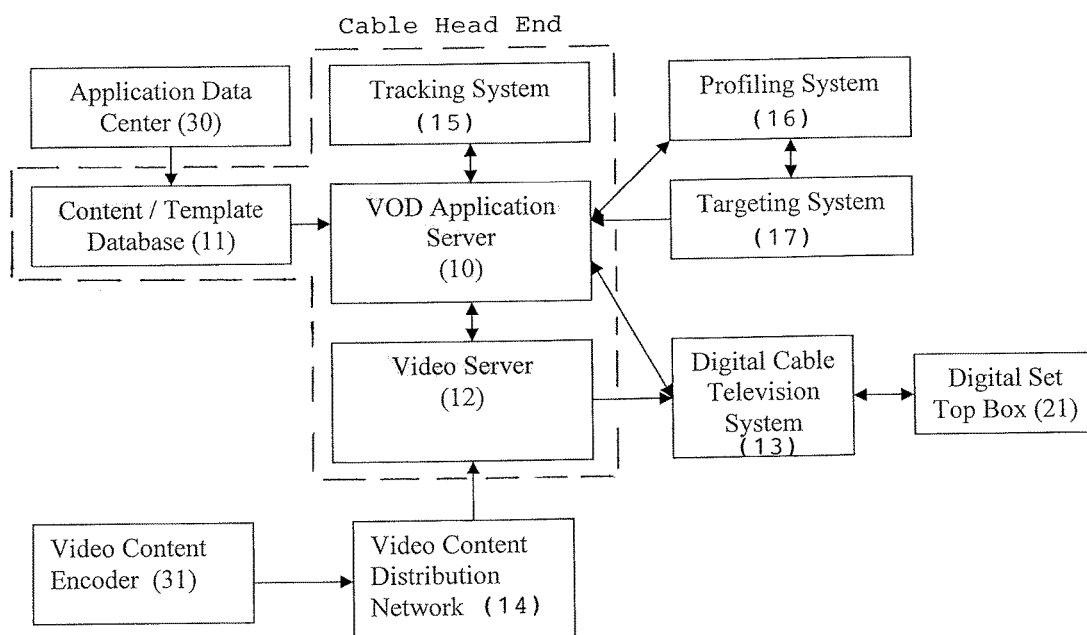 Cable Head End
Application Data
Center (30)
Tracking System
(15)
Profiling System
(16)
Content / Template
Database (11)
VOD Application
Server
(10)
Targeting System
(17)
Video Server
(12)
Digital Cable
Television
System
(13)
Digital Set
Top Box (21)
Video Content
Encoder (31)
Video Content
Distribution
Network (14)